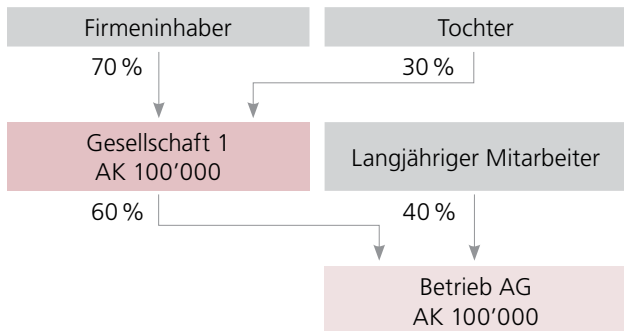 Firmeninhaber
Tochter
70 %
30 %
Gesellschaft 1
AK 100’000
Langjähriger Mitarbeiter
60 %
40 %
Betrieb AG
AK 100’000